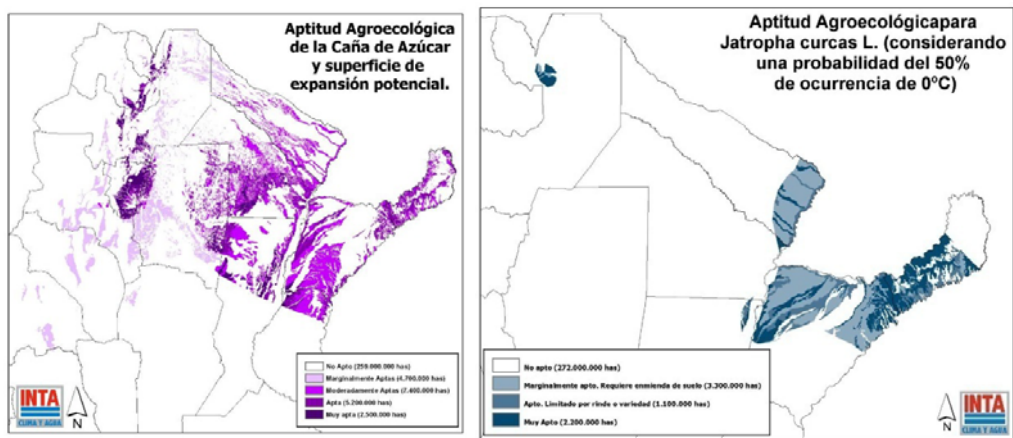 Aptitud Agroecológica
de la Caña de Azúcar
y superficie de
expansión potencial.
No Apto (259.000.000 has)
Marginalmente Aptas (4.700.000 has)
Moderadamente Aptas (7.400.000 has)
Apta (5.200.000 has)
Muy apta (2.500.000 has)
INTA
CLIMA Y AGUA
N
Aptitud Agroecológicapara
Jatropha curcas L. (considerando
una probabilidad del 50%
de ocurrencia de 0ºC)
No apto (272.000.000 has)
Marginalmente apto. Requiere enmienda de suelo (3.300.000 has)
Apto. Limitado por rinde o variedad (1.100.000 has)
Muy Apto (2.200.000 has)
N
INTA
CLIMA Y AGUA